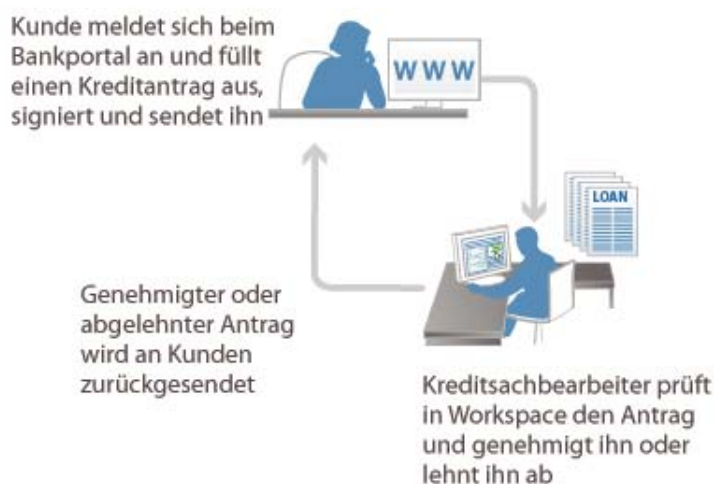 Kunde meldet sich beim
Bankportal an und füllt
einen Kreditantrag aus,
signiert und sendet ihn
WWW
LOAN
Genehmigter oder
abgelehnter Antrag
wird an Kunden
zurückgesendet
Kreditsachbearbeiter prüft
in Workspace den Antrag
und genehmigt ihn oder
lehnt ihn ab